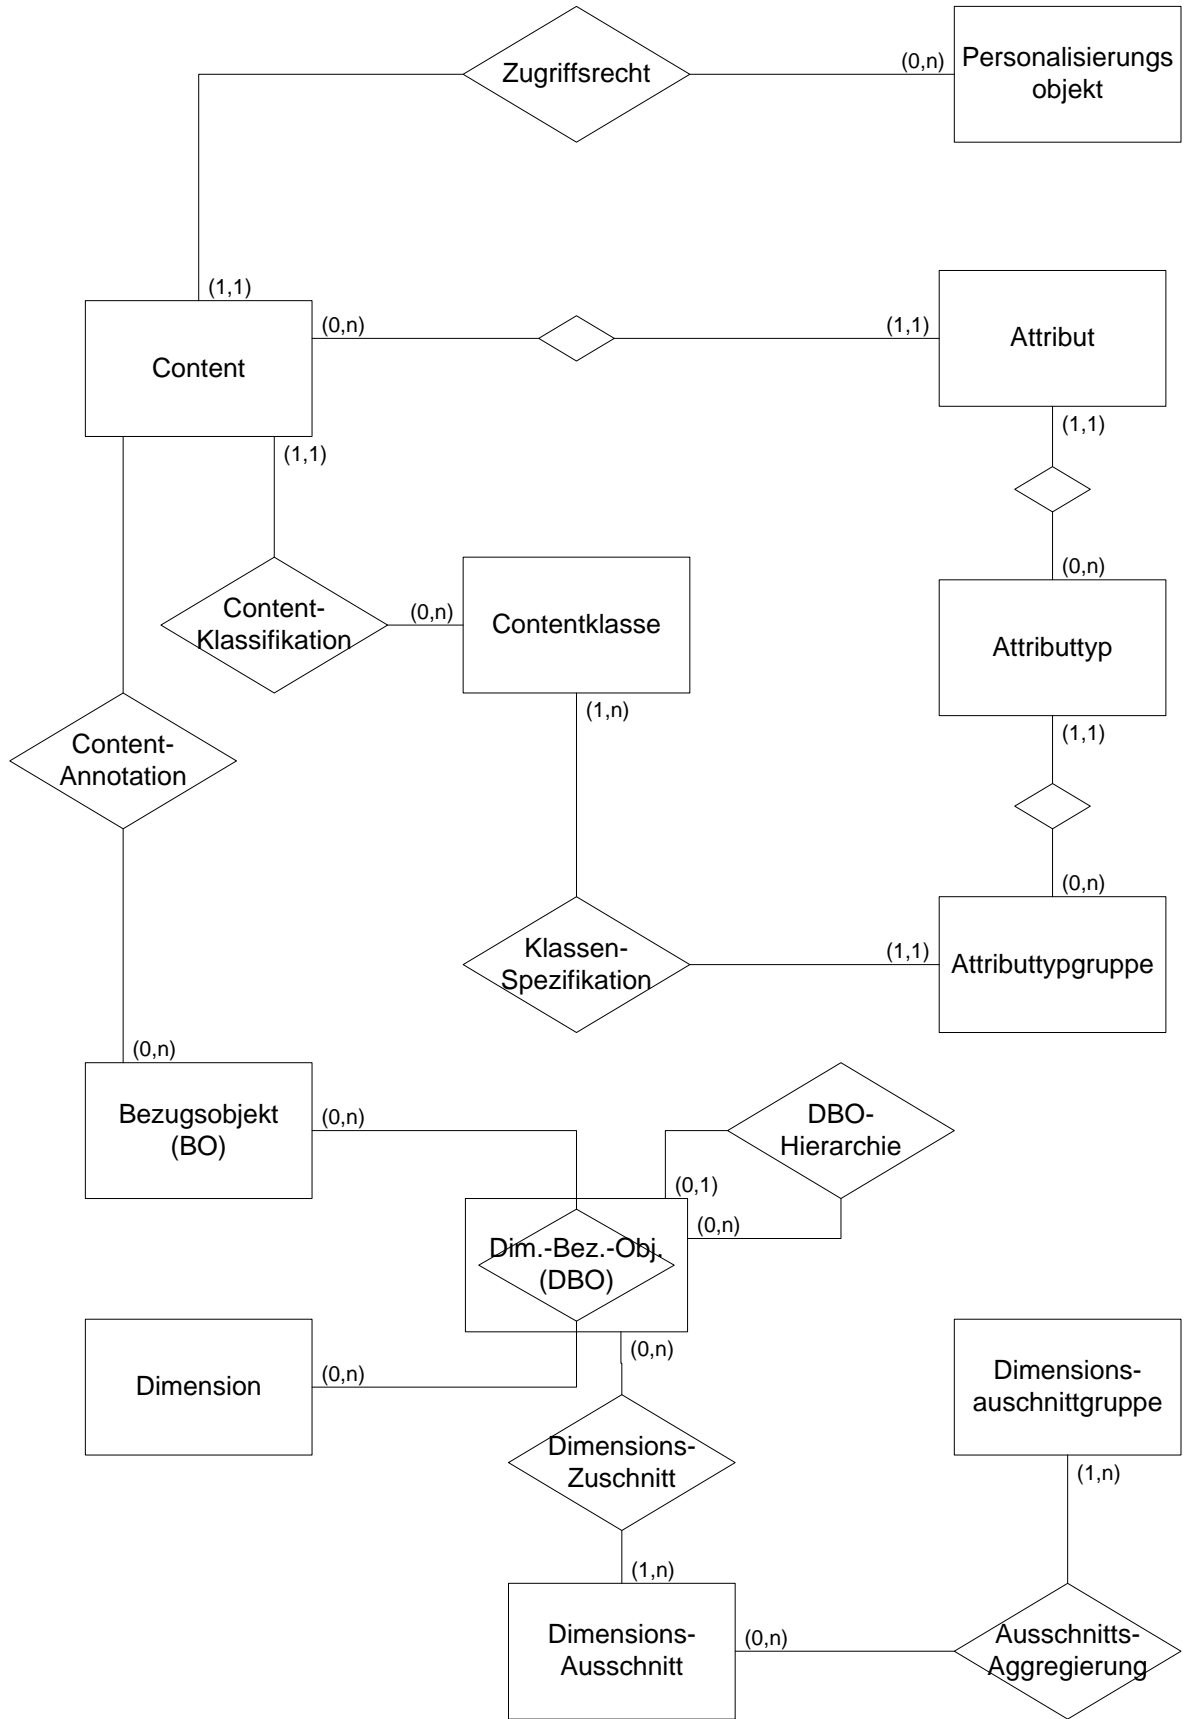 Zugriffsrecht
(0,n)
Personalisierungs
objekt
(1,1)
Content
(0,n)
(1,1)
Attribut
(1,1)
(1,1)
(0,n)
Content-
Klassifikation
(0,n)
Contentklasse
Attributtyp
(1,n)
(1,1)
Content-
Annotation
(0,n)
Klassen-
Spezifikation
(1,1)
Attributtypgruppe
(0,n)
Bezugsobjekt
(BO)
(0,n)
DBO-
Hierarchie
(0,1)
(0,n)
Dim.-Bez.-Obj.
(DBO)
(0,n)
Dimension
(0,n)
Dimensions-
auschnittgruppe
Dimensions-
Zuschnitt
(1,n)
(1,n)
Dimensions-
Ausschnitt
(0,n)
Ausschnitts-
Aggregierung